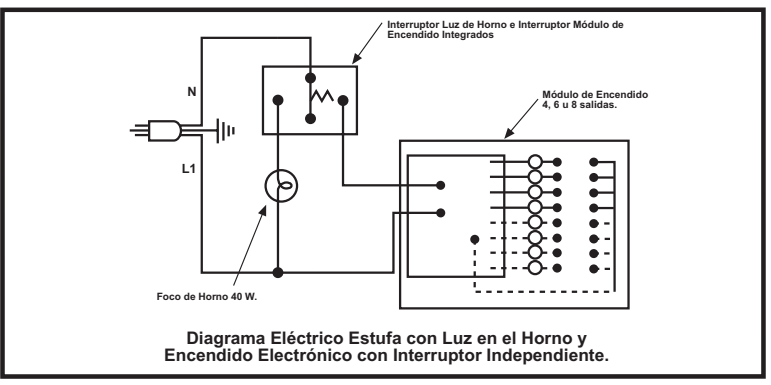 Interruptor Luz de Horno e Interruptor Módulo de
Encendido Integrados
N
Módulo de Encendido
4, 6 u 8 salidas.
L1
Foco de Horno 40 W.
Diagrama Eléctrico Estufa con Luz en el Horno y
Encendido Electrónico con Interruptor Independiente.